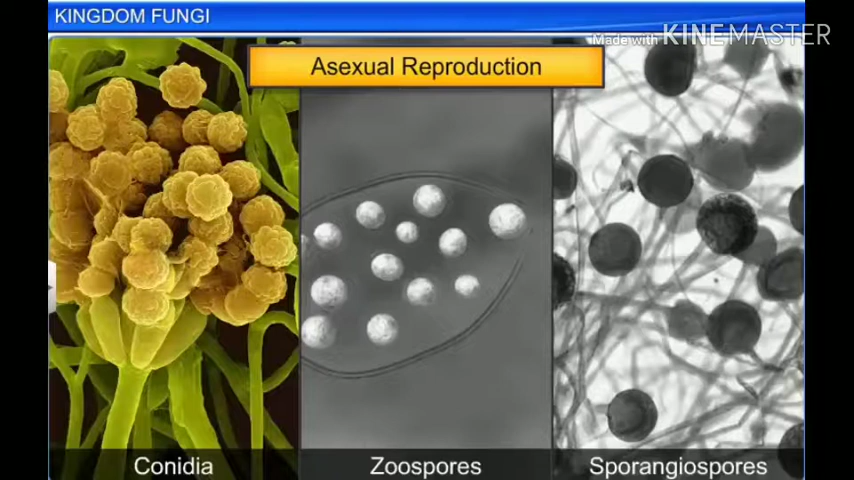 KINGDOM FUNGI
Made with KINEMASTER
Asexual Reproduction
Conidia
Zoospores
Sporangiospores